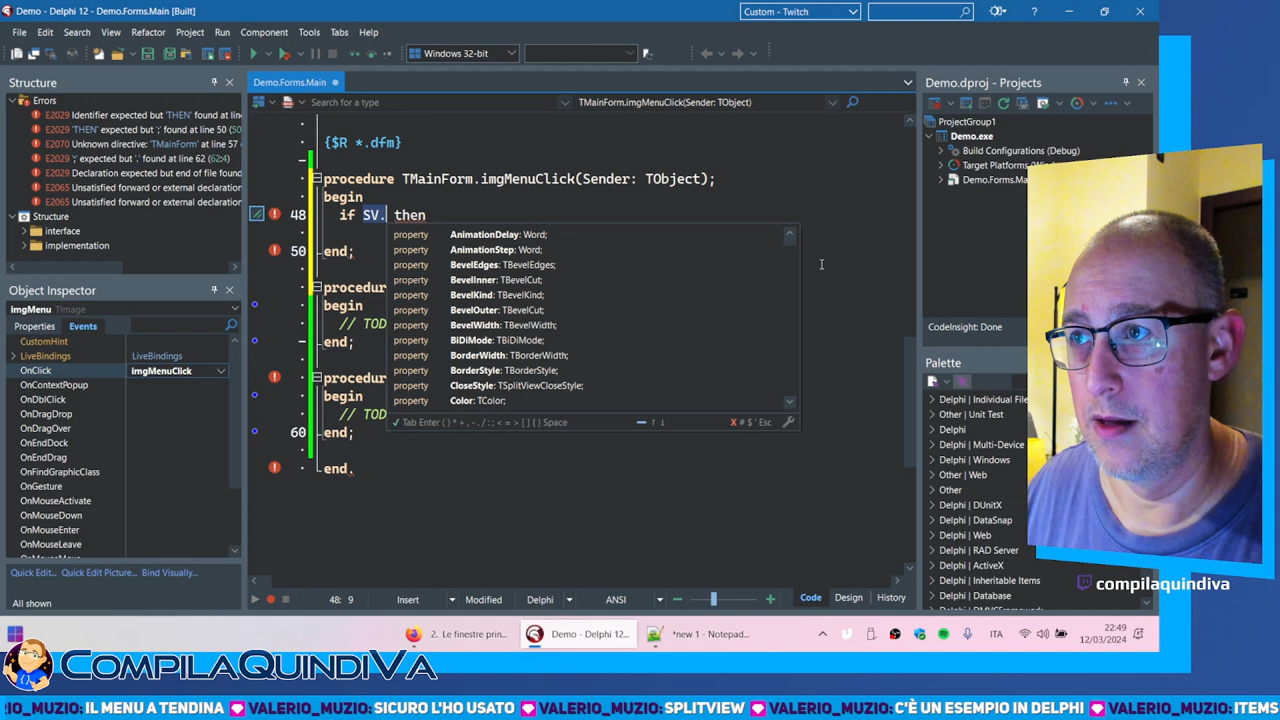 Demo - Delphi 12 - Demo.Forms.Main [Built]
Custom - Twitch
File Edit Search View Refactor Project Run Component Tools Tabs Help
Windows 32-bit
Structure
Errors
E2029 Identifier expected but 'THEN' found at line
E2029 'THEN' expected but ';' found at line 50 (50
E2070 Unknown directive: 'TMainForm' at line 57
E2029 ';' expected but '.' found at line 62 (62:4)
E2029 Declaration expected but end of file found
E2065 Unsatisfied forward or external declaration
E2065 Unsatisfied forward or external declaration
Structure
interface
implementation
Object Inspector
imgMenu TImage
Properties Events
CustomHint
LiveBindings LiveBindings
OnClick imgMenuClick
OnContextPopup
OnDblClick
OnDragDrop
OnDragOver
OnEndDock
OnEndDrag
OnFindGraphicClass
OnGesture
OnMouseActivate
OnMouseDown
OnMouseEnter
OnMouseLeave
Quick Edit... Quick Edit Picture... Bind Visually...
All shown
Demo.Forms.Main
Search for a type
TMainForm.imgMenuClick(Sender: TObject)
{$R *.dfm}
procedure TMainForm.imgMenuClick(Sender: TObject);
begin
48 if SV. then
50 end;
property AnimationDelay: Word;
property AnimationStep: Word;
property BevelEdges: TBevelEdges;
property BevelInner: TBevelCut;
property BevelKind: TBevelKind;
property BevelOuter: TBevelCut;
property BevelWidth: TBevelWidth;
property BiDiMode: TBiDiMode;
property BorderWidth: TBorderWidth;
property BorderStyle: TBorderStyle;
property CloseStyle: TSplitViewCloseStyle;
property Color: TColor;
Tab Enter ( ) * + , - . / : ; < = > [ ] { } Space
X # $ ' Esc
procedu
begin
// TOD
end;
procedu
begin
// TOD
60 end;
end.
48: 9 Insert Modified Delphi ANSI
Code Design History
Demo.dproj - Projects
ProjectGroup1
Demo.exe
Build Configurations (Debug)
Target Platforms (Win
Demo.Forms.Ma
CodeInsight: Done
Palette
Delphi | Individual File
Other | Unit Test
Delphi
Delphi | Multi-Device
Delphi | Windows
Other | Web
Other
Delphi | DUnitX
Delphi | DataSnap
Delphi | Web
Delphi | RAD Server
Delphi | ActiveX
Delphi | Inheritable Items
Delphi | Database
compilaquindiva
2. Le finestre prin...
Demo - Delphi 12...
*new 1 - Notepad...
ITA
22:49
12/03/2024
COMPILAQUINDIVA
RIO_MUZIO: IL MENU A TENDINA VALERIO_MUZIO: SICURO L'HO USATO VALERIO_MUZIO: SPLITVIEW VALERIO_MUZIO: C'È UN ESEMPIO IN DELPHI VALERIO_MUZIO: ITEMS